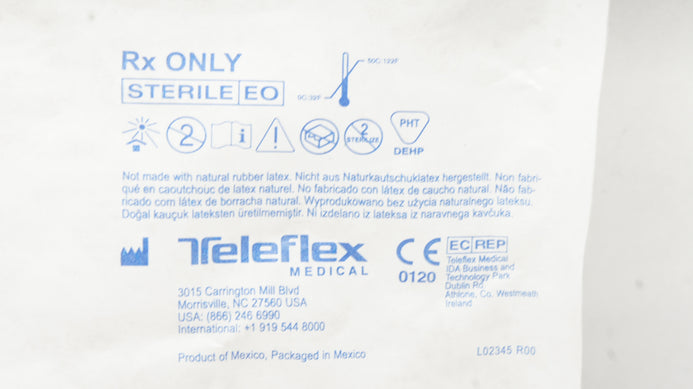 Rx ONLY
STERILE EO
50C:122F
0C:32F
2
i
2
STERILIZE
PHT
DEHP
Not made with natural rubber latex. Nicht aus Naturkautschuklatex hergestellt. Non fabri-
qué en caoutchouc de latex naturel. No fabricado con látex de caucho natural. Não fab-
ricado com látex de borracha natural. Wyprodukowano bez użycia naturalnego lateksu.
Doğal kauçuk lateksten üretilmemiştir. Ni izdelano iz lateksa iz naravnega kavčuka.
Teleflex
MEDICAL
CE
0120
EC REP
Teleflex Medical
IDA Business and
Technology Park
Dublin Rd
Athlone, Co. Westmeath
Ireland
3015 Carrington Mill Blvd
Morrisville, NC 27560 USA
USA: (866) 246 6990
International: +1 919 544 8000
Product of Mexico, Packaged in Mexico
L02345 R00